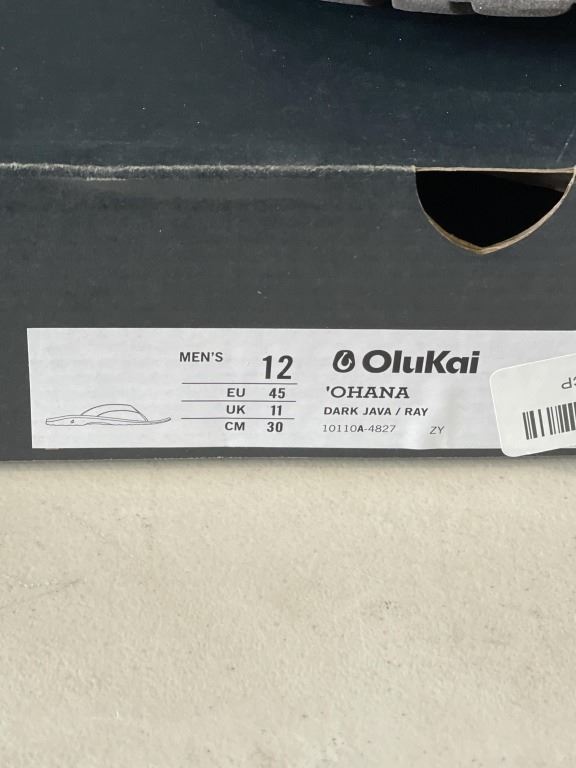 MEN'S 12
EU 45
UK 11
CM 30
OluKai
'OHANA
DARK JAVA / RAY
10110A-4827 ZY